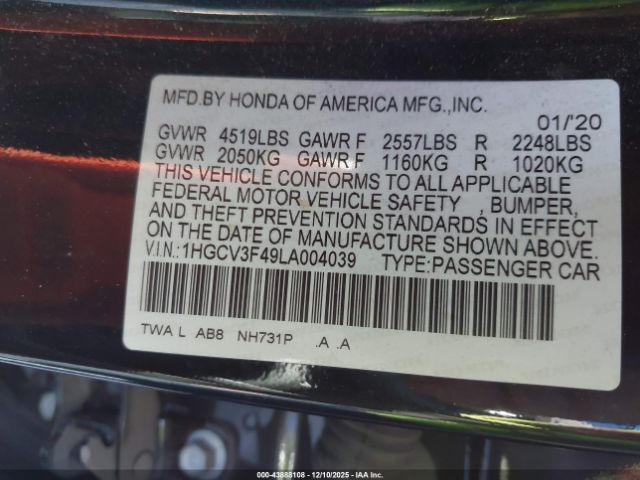 MFD.BY HONDA OF AMERICA MFG.,INC.
01/'20
GVWR 4519LBS GAWR F 2557LBS R 2248LBS
GVWR 2050KG GAWR F 1160KG R 1020KG
THIS VEHICLE CONFORMS TO ALL APPLICABLE
FEDERAL MOTOR VEHICLE SAFETY , BUMPER,
AND THEFT PREVENTION STANDARDS IN EFFECT
ON THE DATE OF MANUFACTURE SHOWN ABOVE.
V.I.N.:1HGCV3F49LA004039 TYPE:PASSENGER CAR
TWA L AB8 NH731P .A .A
000-43888108 - 12/10/2025 - IAA Inc.